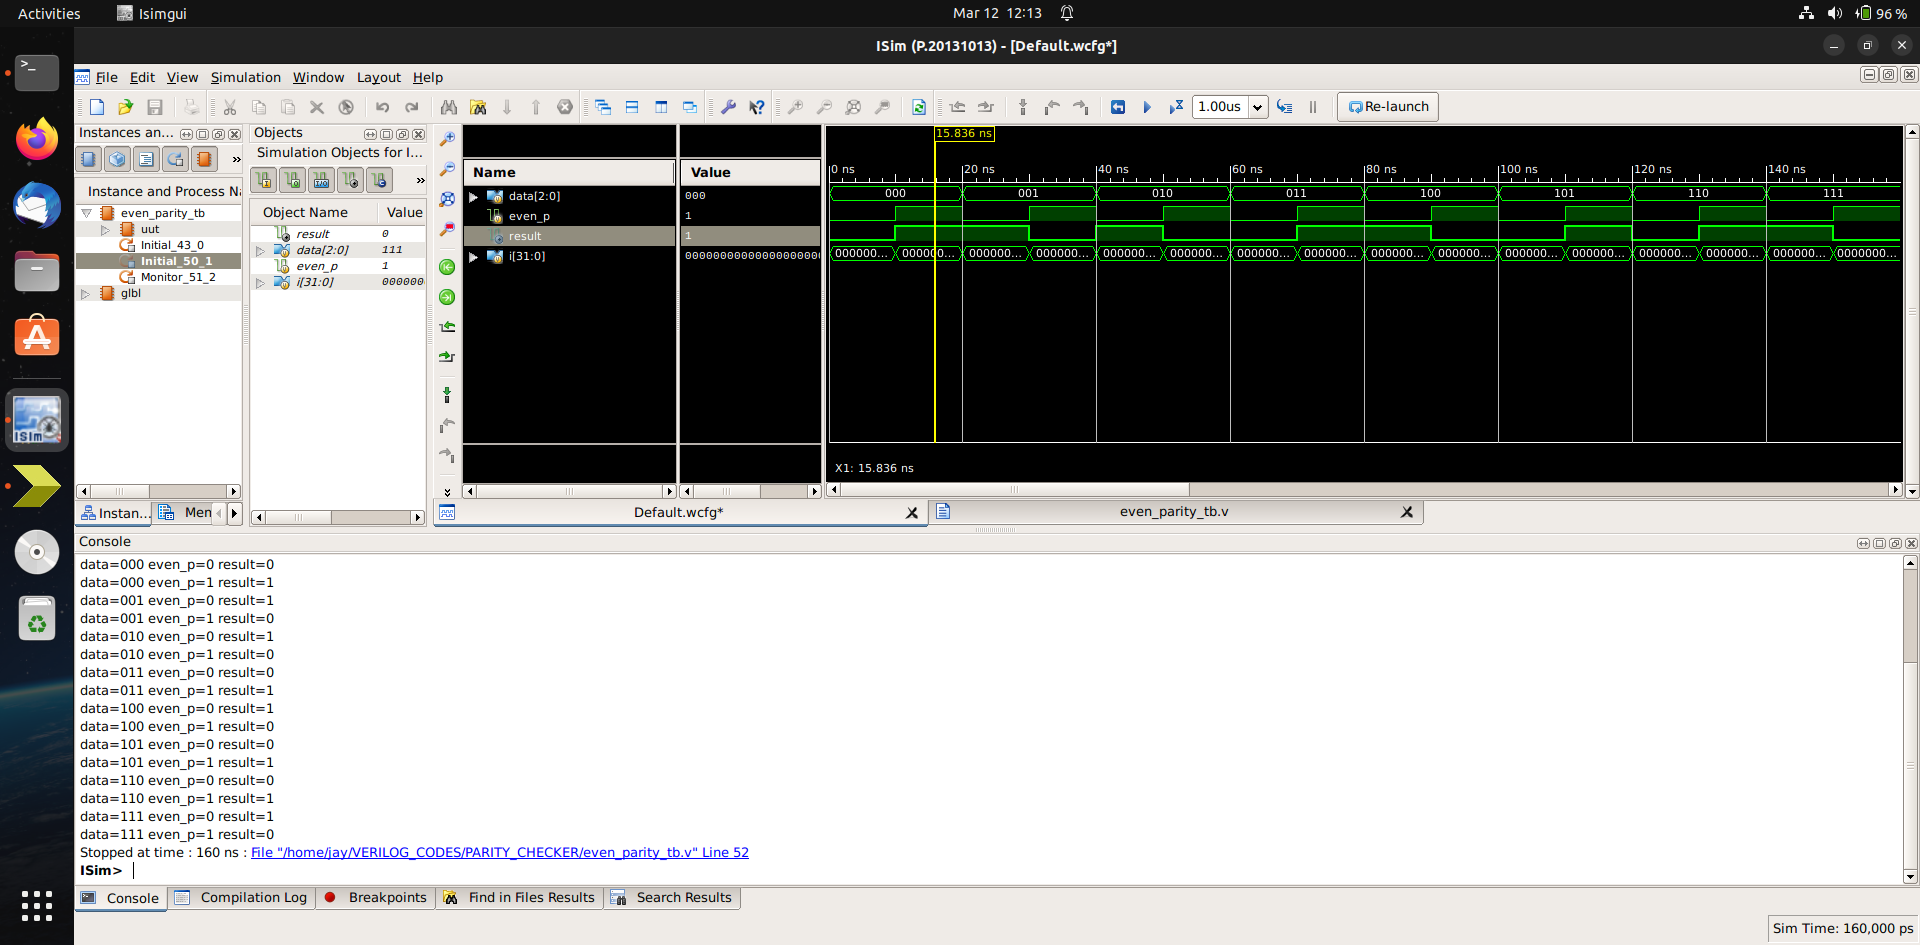 Activities
Isimgui
Mar 12 12:13
96 %
ISim (P.20131013) - [Default.wcfg*]
File Edit View Simulation Window Layout Help
1.00us
Re-launch
Instances an...
Instance and Process Na
even_parity_tb
uut
Initial_43_0
Initial_50_1
Monitor_51_2
glbl
Instan...
Mem
Objects
Simulation Objects for I...
Object Name Value
result 0
data[2:0] 111
even_p 1
i[31:0] 000000
Name Value
data[2:0] 000
even_p 1
result 1
i[31:0] 00000000000000000000
15.836 ns
0 ns 20 ns 40 ns 60 ns 80 ns 100 ns 120 ns 140 ns
000 001 010 011 100 101 110 111
000000... 000000... 000000... 000000... 000000... 000000... 000000... 000000... 000000... 000000... 000000... 000000... 000000... 000000... 000000... 0000000...
X1: 15.836 ns
Default.wcfg*
even_parity_tb.v
Console
data=000 even_p=0 result=0
data=000 even_p=1 result=1
data=001 even_p=0 result=1
data=001 even_p=1 result=0
data=010 even_p=0 result=1
data=010 even_p=1 result=0
data=011 even_p=0 result=0
data=011 even_p=1 result=1
data=100 even_p=0 result=1
data=100 even_p=1 result=0
data=101 even_p=0 result=0
data=101 even_p=1 result=1
data=110 even_p=0 result=0
data=110 even_p=1 result=1
data=111 even_p=0 result=1
data=111 even_p=1 result=0
Stopped at time : 160 ns : File "/home/jay/VERILOG_CODES/PARITY_CHECKER/even_parity_tb.v" Line 52
ISim>
Console
Compilation Log
Breakpoints
Find in Files Results
Search Results
Sim Time: 160,000 ps